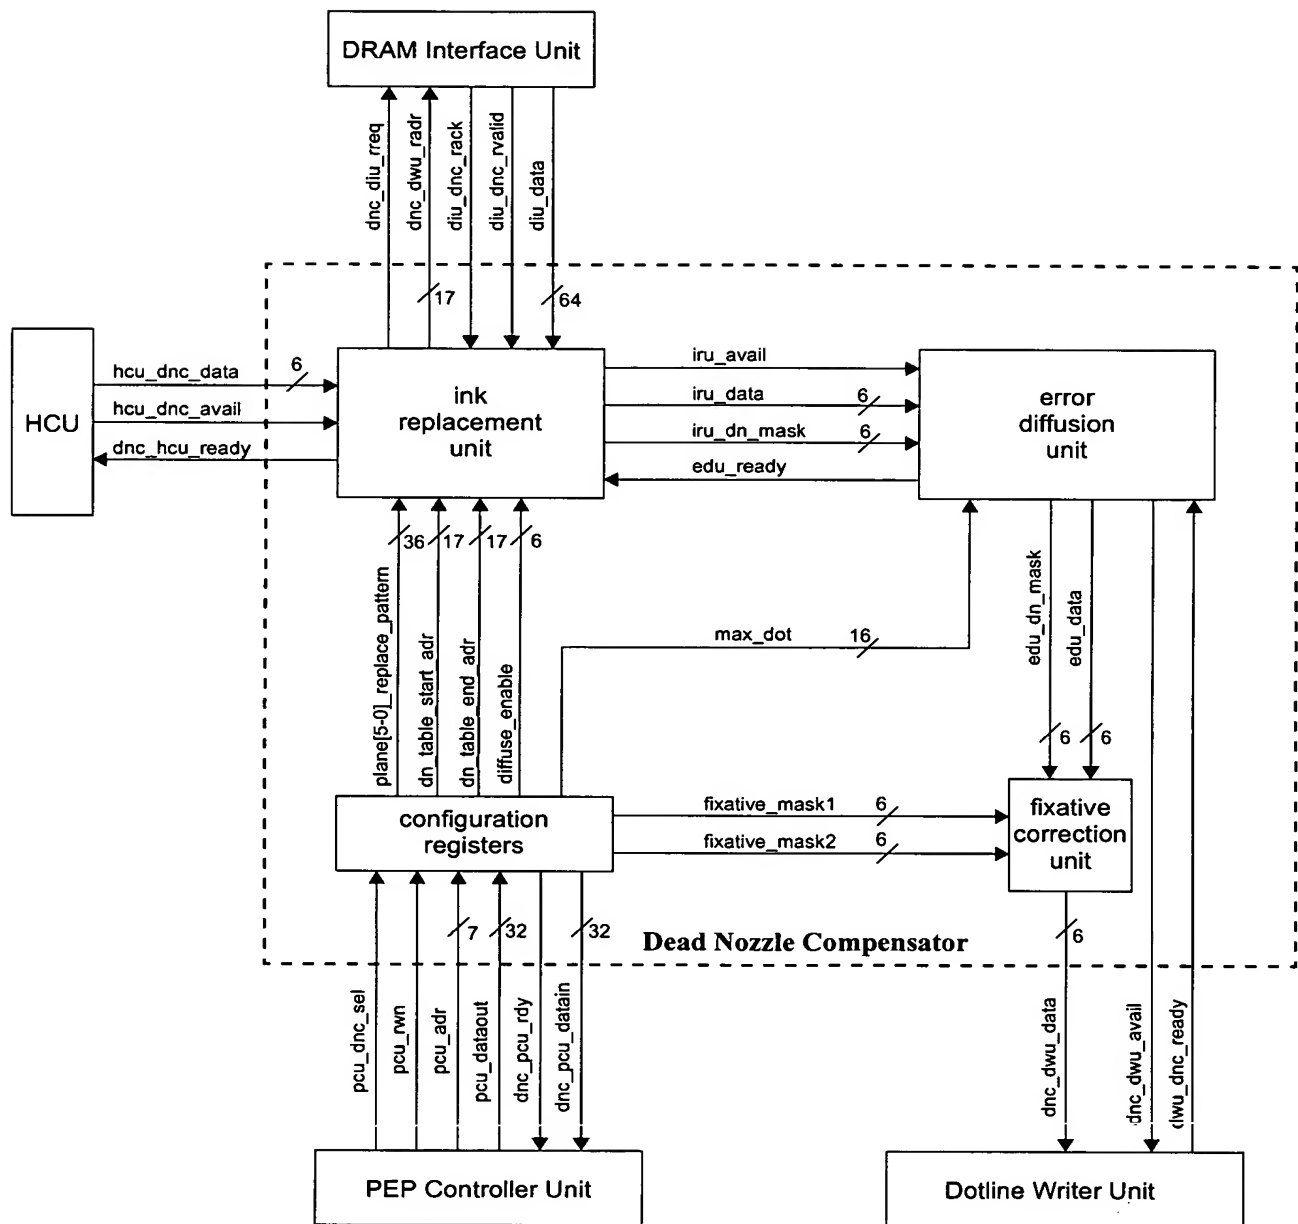 DRAM Interface Unit
dnc_diu_rreq
dnc_dwu_radr
diu_dnc_rack
diu_dnc_rvalid
diu_data
17
64
HCU
hcu_dnc_data
6
hcu_dnc_avail
dnc_hcu_ready
ink
replacement
unit
iru_avail
iru_data
6
iru_dn_mask
6
edu_ready
error
diffusion
unit
36
17
17
6
plane[5-0]_replace_pattern
dn_table_start_adr
dn_table_end_adr
diffuse_enable
max_dot
16
edu_dn_mask
edu_data
6
6
configuration
registers
fixative_mask1
6
fixative_mask2
6
fixative
correction
unit
7
32
32
6
Dead Nozzle Compensator
pcu_dnc_sel
pcu_rwn
pcu_adr
pcu_dataout
dnc_pcu_rdy
dnc_pcu_datain
dnc_dwu_data
dnc_dwu_avail
dwu_dnc_ready
PEP Controller Unit
Dotline Writer Unit